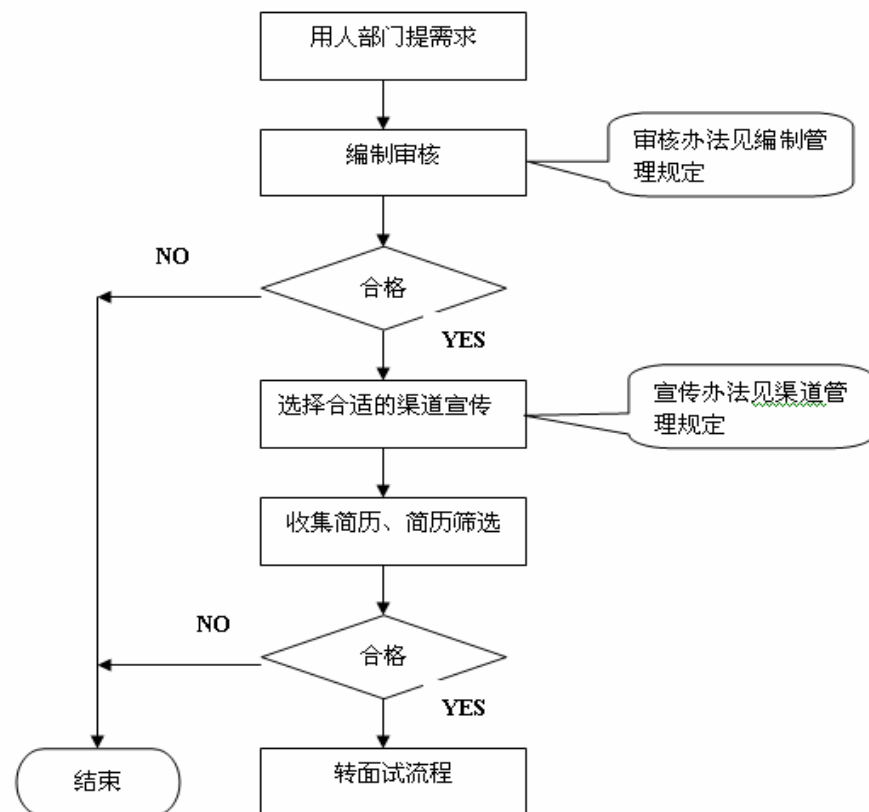 用人部门提需求
编制审核
审核办法见编制管
理规定
NO
合格
YES
选择合适的渠道宣传
宣传办法见渠道管
理规定
收集简历、简历筛选
NO
合格
YES
结束
转面试流程